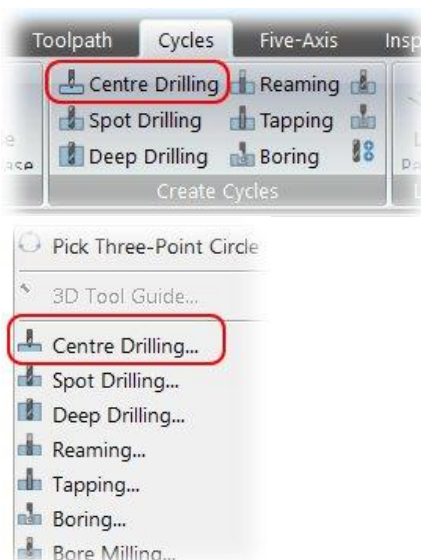 Toolpath Cycles Five-Axis Insp
Centre Drilling Reaming
Spot Drilling Tapping
Deep Drilling Boring
Create Cycles
Pick Three-Point Circle
3D Tool Guide...
Centre Drilling...
Spot Drilling...
Deep Drilling...
Reaming...
Tapping...
Boring...
Bore Milling...